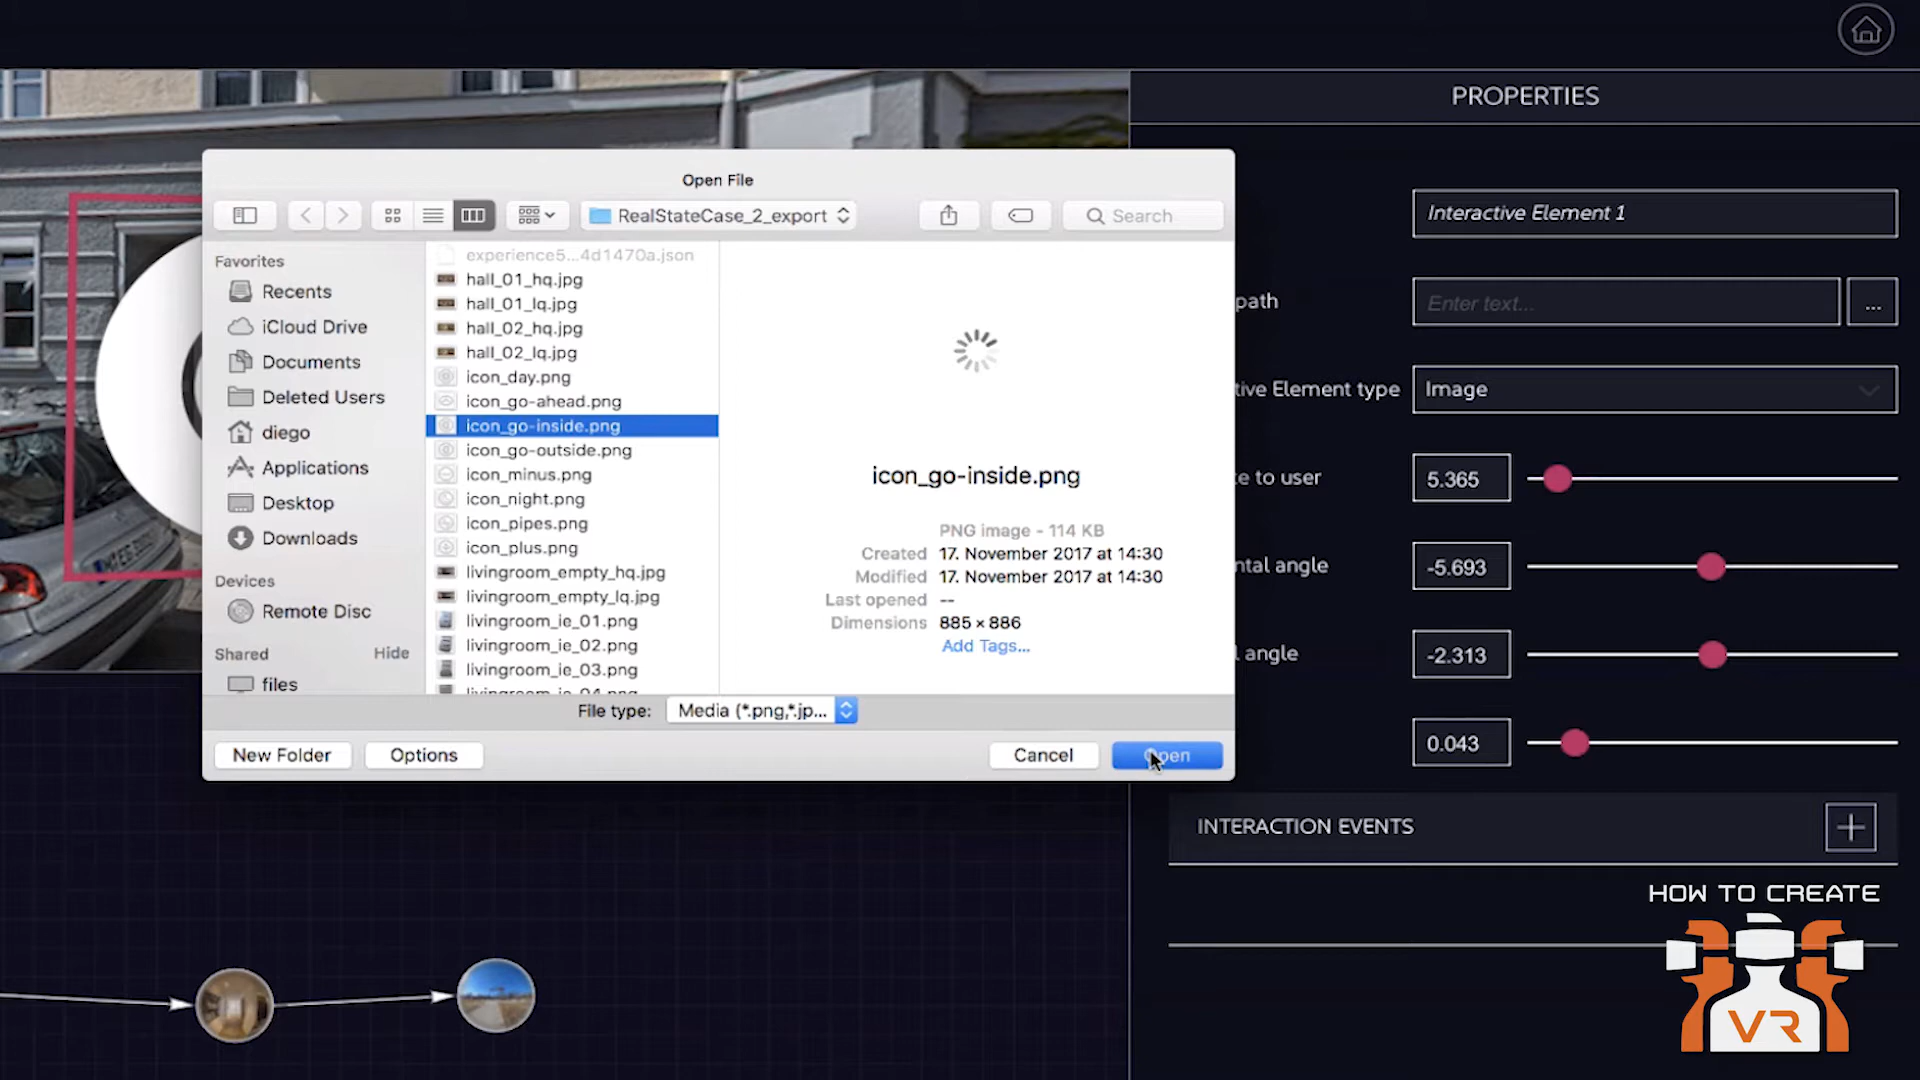 PROPERTIES
Open File
RealStateCase_2_export
Search
Interactive Element 1
Favorites
Recents
iCloud Drive
Documents
Deleted Users
diego
Applications
Desktop
Downloads
Devices
Remote Disc
Shared
Hide
files
experience5...4d1470a.json
hall_01_hq.jpg
hall_01_lq.jpg
hall_02_hq.jpg
hall_02_lq.jpg
icon_day.png
icon_go-ahead.png
icon_go-inside.png
icon_go-outside.png
icon_minus.png
icon_night.png
icon_pipes.png
icon_plus.png
livingroom_empty_hq.jpg
livingroom_empty_lq.jpg
livingroom_ie_01.png
livingroom_ie_02.png
livingroom_ie_03.png
livingroom_ie_04.png
icon_go-inside.png
PNG image - 114 KB
Created 17. November 2017 at 14:30
Modified 17. November 2017 at 14:30
Last opened --
Dimensions 885 × 886
Add Tags...
File type: Media (*.png,*.jp...
New Folder
Options
Cancel
Open
path
Enter text...
...
tive Element type
Image
ce to user
5.365
ntal angle
-5.693
l angle
-2.313
0.043
INTERACTION EVENTS
HOW TO CREATE
VR